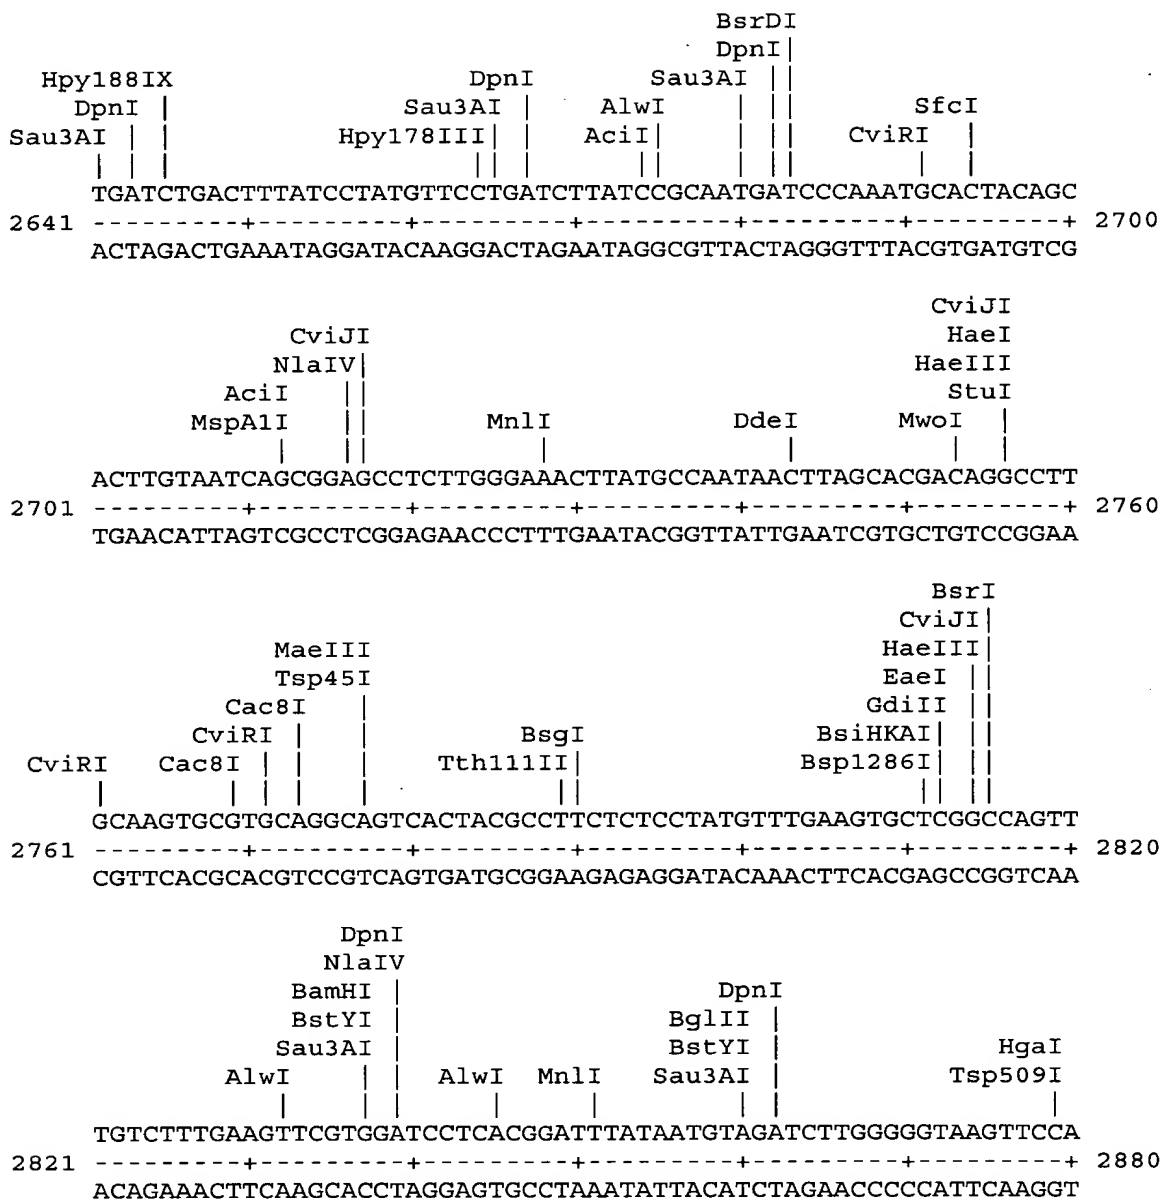 BsrDI
DpnI
Hpy188IX DpnI Sau3AI
DpnI Sau3AI AlwI SfcI
Sau3AI Hpy178III AciI CviRI
TGATCTGACTTTATCCTATGTTCCTGATCTTATCCGCAATGATCCCAAATGCACTACAGC
2641 ---------+---------+---------+---------+---------+---------+ 2700
ACTAGACTGAAATAGGATACAAGGACTAGAATAGGCGTTACTAGGGTTTACGTGATGTCG
CviJI
CviJI HaeI
NlaIV HaeIII
AciI StuI
MspA1I MnlI DdeI MwoI
ACTTGTAATCAGCGGAGCCTCTTGGGAAACTTATGCCAATAACTTAGCACGACAGGCCTT
2701 ---------+---------+---------+---------+---------+---------+ 2760
TGAACATTAGTCGCCTCGGAGAACCCTTTGAATACGGTTATTGAATCGTGCTGTCCGGAA
BsrI
CviJI
MaeIII HaeIII
Tsp45I EaeI
Cac8I GdiII
CviRI BsgI BsiHKAI
CviRI Cac8I Tth111II Bsp1286I
GCAAGTGCGTGCAGGCAGTCACTACGCCTTCTCTCCTATGTTTGAAGTGCTCGGCCAGTT
2761 ---------+---------+---------+---------+---------+---------+ 2820
CGTTCACGCACGTCCGTCAGTGATGCGGAAGAGAGGATACAAACTTCACGAGCCGGTCAA
DpnI
NlaIV
BamHI DpnI
BstYI BglII
Sau3AI BstYI HgaI
AlwI AlwI MnlI Sau3AI Tsp509I
TGTCTTTGAAGTTCGTGGATCCTCACGGATTTATAATGTAGATCTTGGGGGTAAGTTCCA
2821 ---------+---------+---------+---------+---------+---------+ 2880
ACAGAAACTTCAAGCACCTAGGAGTGCCTAAATATTACATCTAGAACCCCCATTCAAGGT